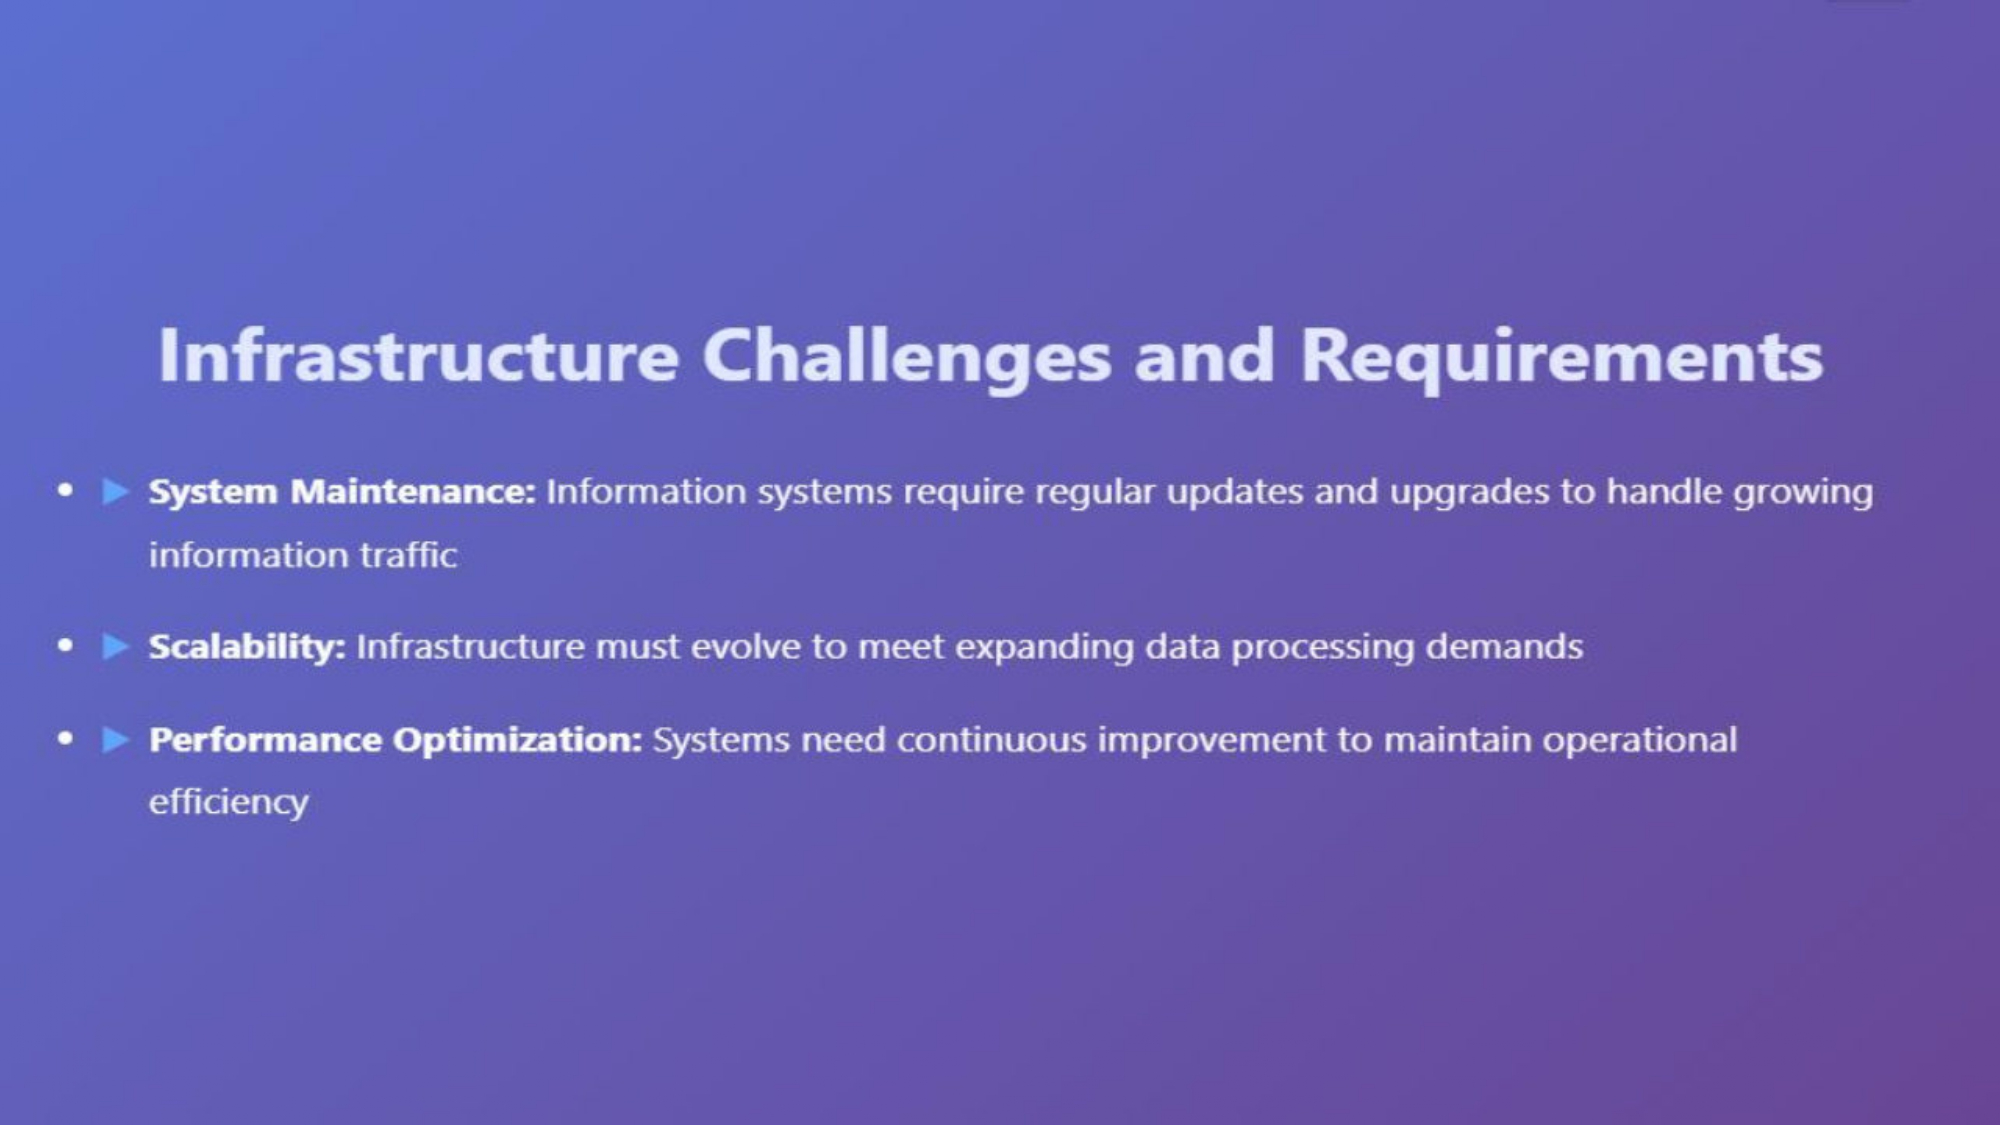 Infrastructure Challenges and Requirements
• ▶ System Maintenance: Information systems require regular updates and upgrades to handle growing
information traffic
• ▶ Scalability: Infrastructure must evolve to meet expanding data processing demands
• ▶ Performance Optimization: Systems need continuous improvement to maintain operational
efficiency